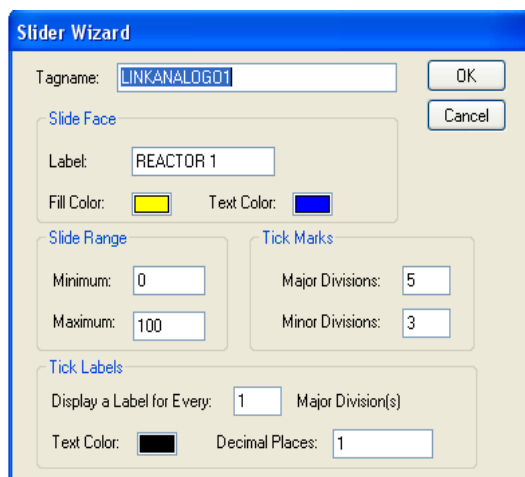 Slider Wizard
Tagname: LINKANALOGO1 OK
Cancel
Slide Face
Label: REACTOR 1
Fill Color: Text Color:
Slide Range Tick Marks
Minimum: 0 Major Divisions: 5
Maximum: 100 Minor Divisions: 3
Tick Labels
Display a Label for Every: 1 Major Division(s)
Text Color: Decimal Places: 1